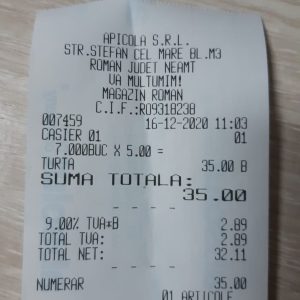 APICOLA S.R.L.
STR.STEFAN CEL MARE BL.M3
ROMAN JUDET NEAMT
VA MULTUMIM!
MAGAZIN ROMAN
C.I.F.:RO9318238
007459 16-12-2020 11:03
CASIER 01 01
7.000BUC X 5.00 =
TURTA 35.00 B
SUMA TOTALA:
35.00
- - - -
9.00% TVA*B 2.89
TOTAL TVA: 2.89
TOTAL NET: 32.11
- - - -
NUMERAR 35.00
01 ARTICOLE